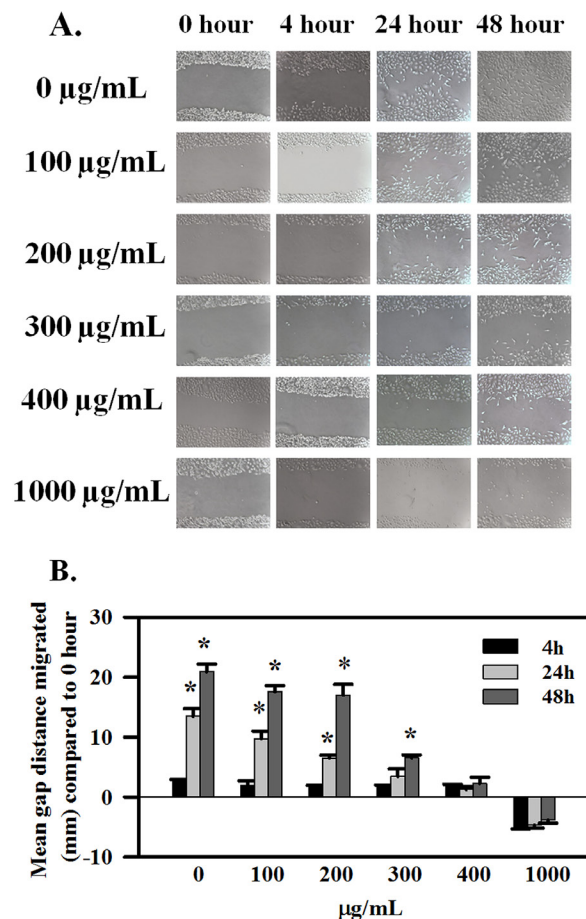 A.
0 hour 4 hour 24 hour 48 hour
0 µg/mL
100 µg/mL
200 µg/mL
300 µg/mL
400 µg/mL
1000 µg/mL
B.
Mean gap distance migrated
(mm) compared to 0 hour
30
20
10
0
−10
* * * * * * *
4h
24h
48h
0 100 200 300 400 1000
µg/mL